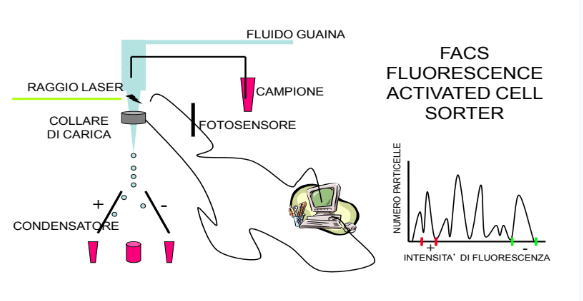 FLUIDO GUAINA
RAGGIO LASER
CAMPIONE
COLLARE
DI CARICA
FOTOSENSORE
+
-
CONDENSATORE
FACS
FLUORESCENCE
ACTIVATED CELL
SORTER
NUMERO PARTICELLE
+
-
INTENSITA' DI FLUORESCENZA